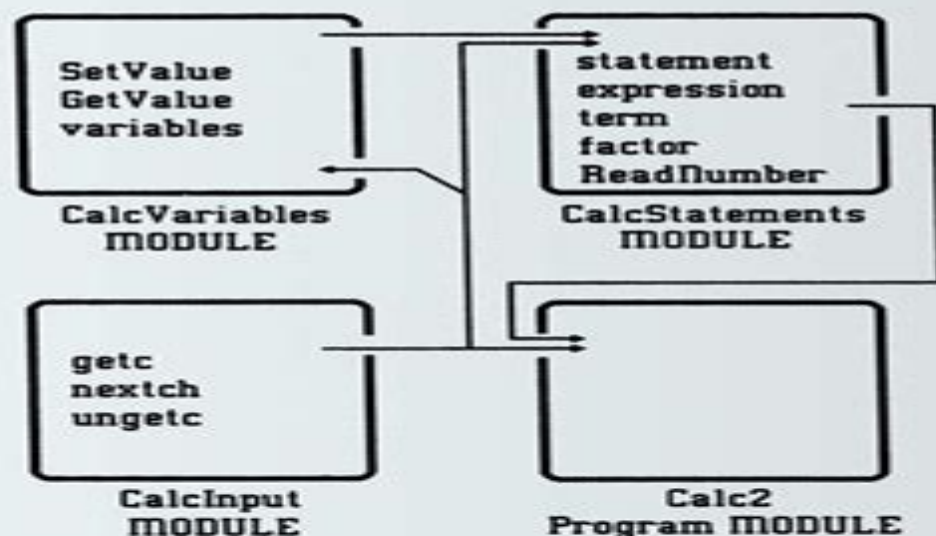 SetValue
GetValue
variables
CalcVariables
MODULE
statement
expression
term
factor
ReadNumber
CalcStatements
MODULE
getc
nextch
ungetc
CalcInput
MODULE
Calc2
Program MODULE